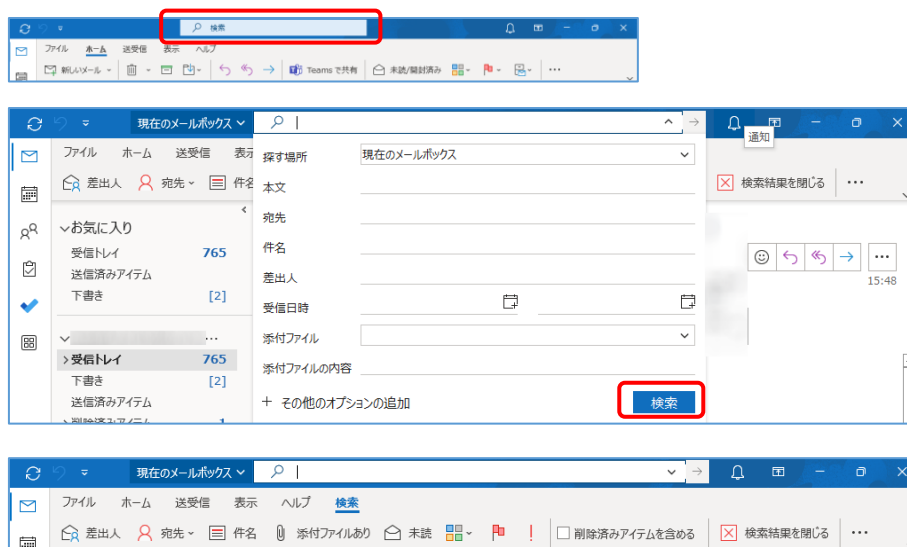 検索
ファイル ホーム 送受信 表示 ヘルプ
新しいメール Teams で共有 未読/開封済み
現在のメールボックス
通知
ファイル ホーム 送受信 表示
差出人 宛先 件名 検索結果を閉じる
探す場所 現在のメールボックス
本文
宛先
件名
差出人
受信日時
添付ファイル
添付ファイルの内容
+ その他のオプションの追加 検索
お気に入り
受信トレイ 765
送信済みアイテム
下書き [2]
受信トレイ 765
下書き [2]
送信済みアイテム
削除済みアイテム 1
15:48
現在のメールボックス
ファイル ホーム 送受信 表示 ヘルプ 検索
差出人 宛先 件名 添付ファイルあり 未読 削除済みアイテムを含める 検索結果を閉じる